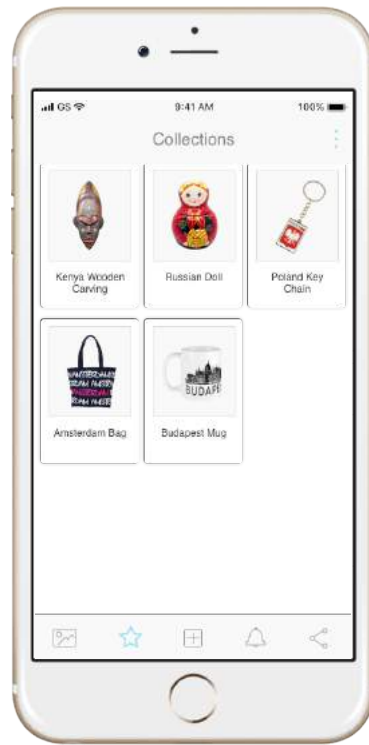 GS 9:41 AM 100%
Collections
Kenya Wooden
Carving
Russian Doll
Poland Key
Chain
AMSTERDAM
BUDAPE
Amsterdam Bag
Budapest Mug